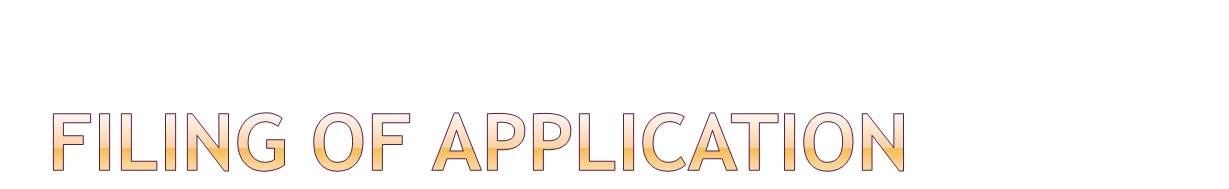 FILING OF APPLICATION